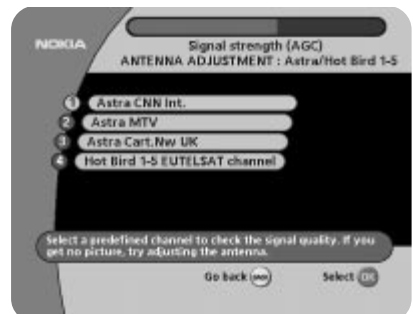 NOKIA
Signal strength (AGC)
ANTENNA ADJUSTMENT : Astra/Hot Bird 1-5
1 Astra CNN Int.
2 Astra MTV
3 Astra Cart.Nw UK
4 Hot Bird 1-5 EUTELSAT channel
Select a predefined channel to check the signal quality. If you
get no picture, try adjusting the antenna.
Go back BACK Select OK